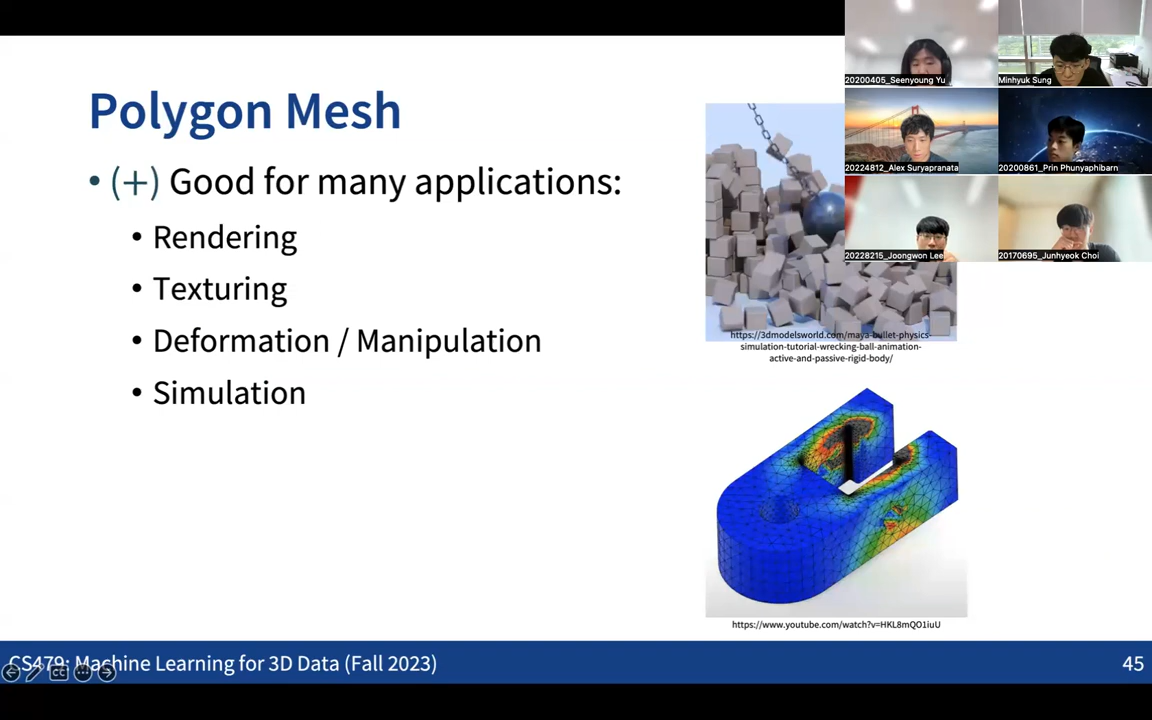 Polygon Mesh
• (+) Good for many applications:
• Rendering
• Texturing
• Deformation / Manipulation
• Simulation
https://3dmodelsworld.com/maya-bullet-physics-
simulation-tutorial-wrecking-ball-animation-
active-and-passive-rigid-body/
https://www.youtube.com/watch?v=HKL8mQO1iuU
20200405_Seenyoung Yu
Minhyuk Sung
20224812_Alex Suryapranata
20200861_Prin Phunyaphibarn
20228215_Joongwon Lee
20170695_Junhyeok Choi
CS479: Machine Learning for 3D Data (Fall 2023)
45
CC